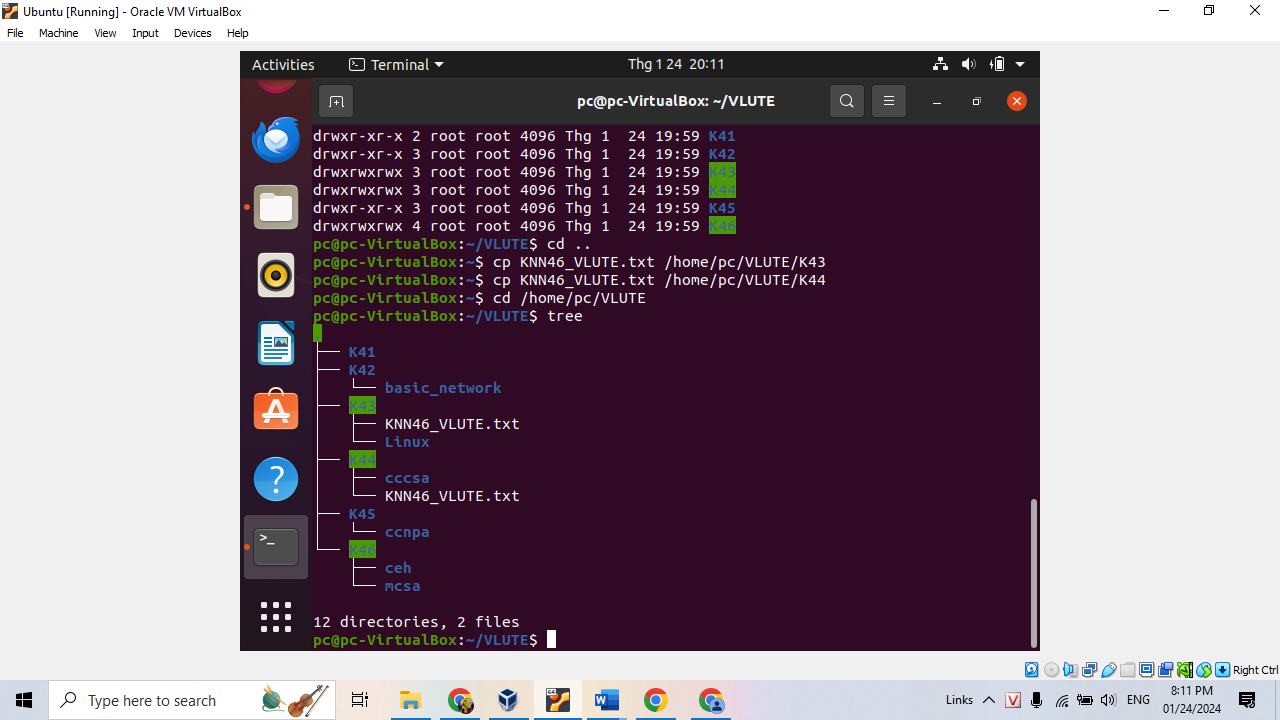 Ubuntu [Running] - Oracle VM VirtualBox
File Machine View Input Devices Help
Activities Terminal Thg 1 24 20:11
pc@pc-VirtualBox: ~/VLUTE
drwxr-xr-x 2 root root 4096 Thg 1  24 19:59 K41
drwxr-xr-x 3 root root 4096 Thg 1  24 19:59 K42
drwxrwxrwx 3 root root 4096 Thg 1  24 19:59 K43
drwxrwxrwx 3 root root 4096 Thg 1  24 19:59 K44
drwxr-xr-x 3 root root 4096 Thg 1  24 19:59 K45
drwxrwxrwx 4 root root 4096 Thg 1  24 19:59 K46
pc@pc-VirtualBox:~/VLUTE$ cd ..
pc@pc-VirtualBox:~$ cp KNN46_VLUTE.txt /home/pc/VLUTE/K43
pc@pc-VirtualBox:~$ cp KNN46_VLUTE.txt /home/pc/VLUTE/K44
pc@pc-VirtualBox:~$ cd /home/pc/VLUTE
pc@pc-VirtualBox:~/VLUTE$ tree
.
├── K41
├── K42
│   └── basic_network
├── K43
│   ├── KNN46_VLUTE.txt
│   └── Linux
├── K44
│   ├── cccsa
│   └── KNN46_VLUTE.txt
├── K45
│   └── ccnpa
└── K46
    ├── ceh
    └── mcsa
12 directories, 2 files
pc@pc-VirtualBox:~/VLUTE$
Right Ctrl
Type here to search
Links
ENG
8:11 PM
01/24/2024